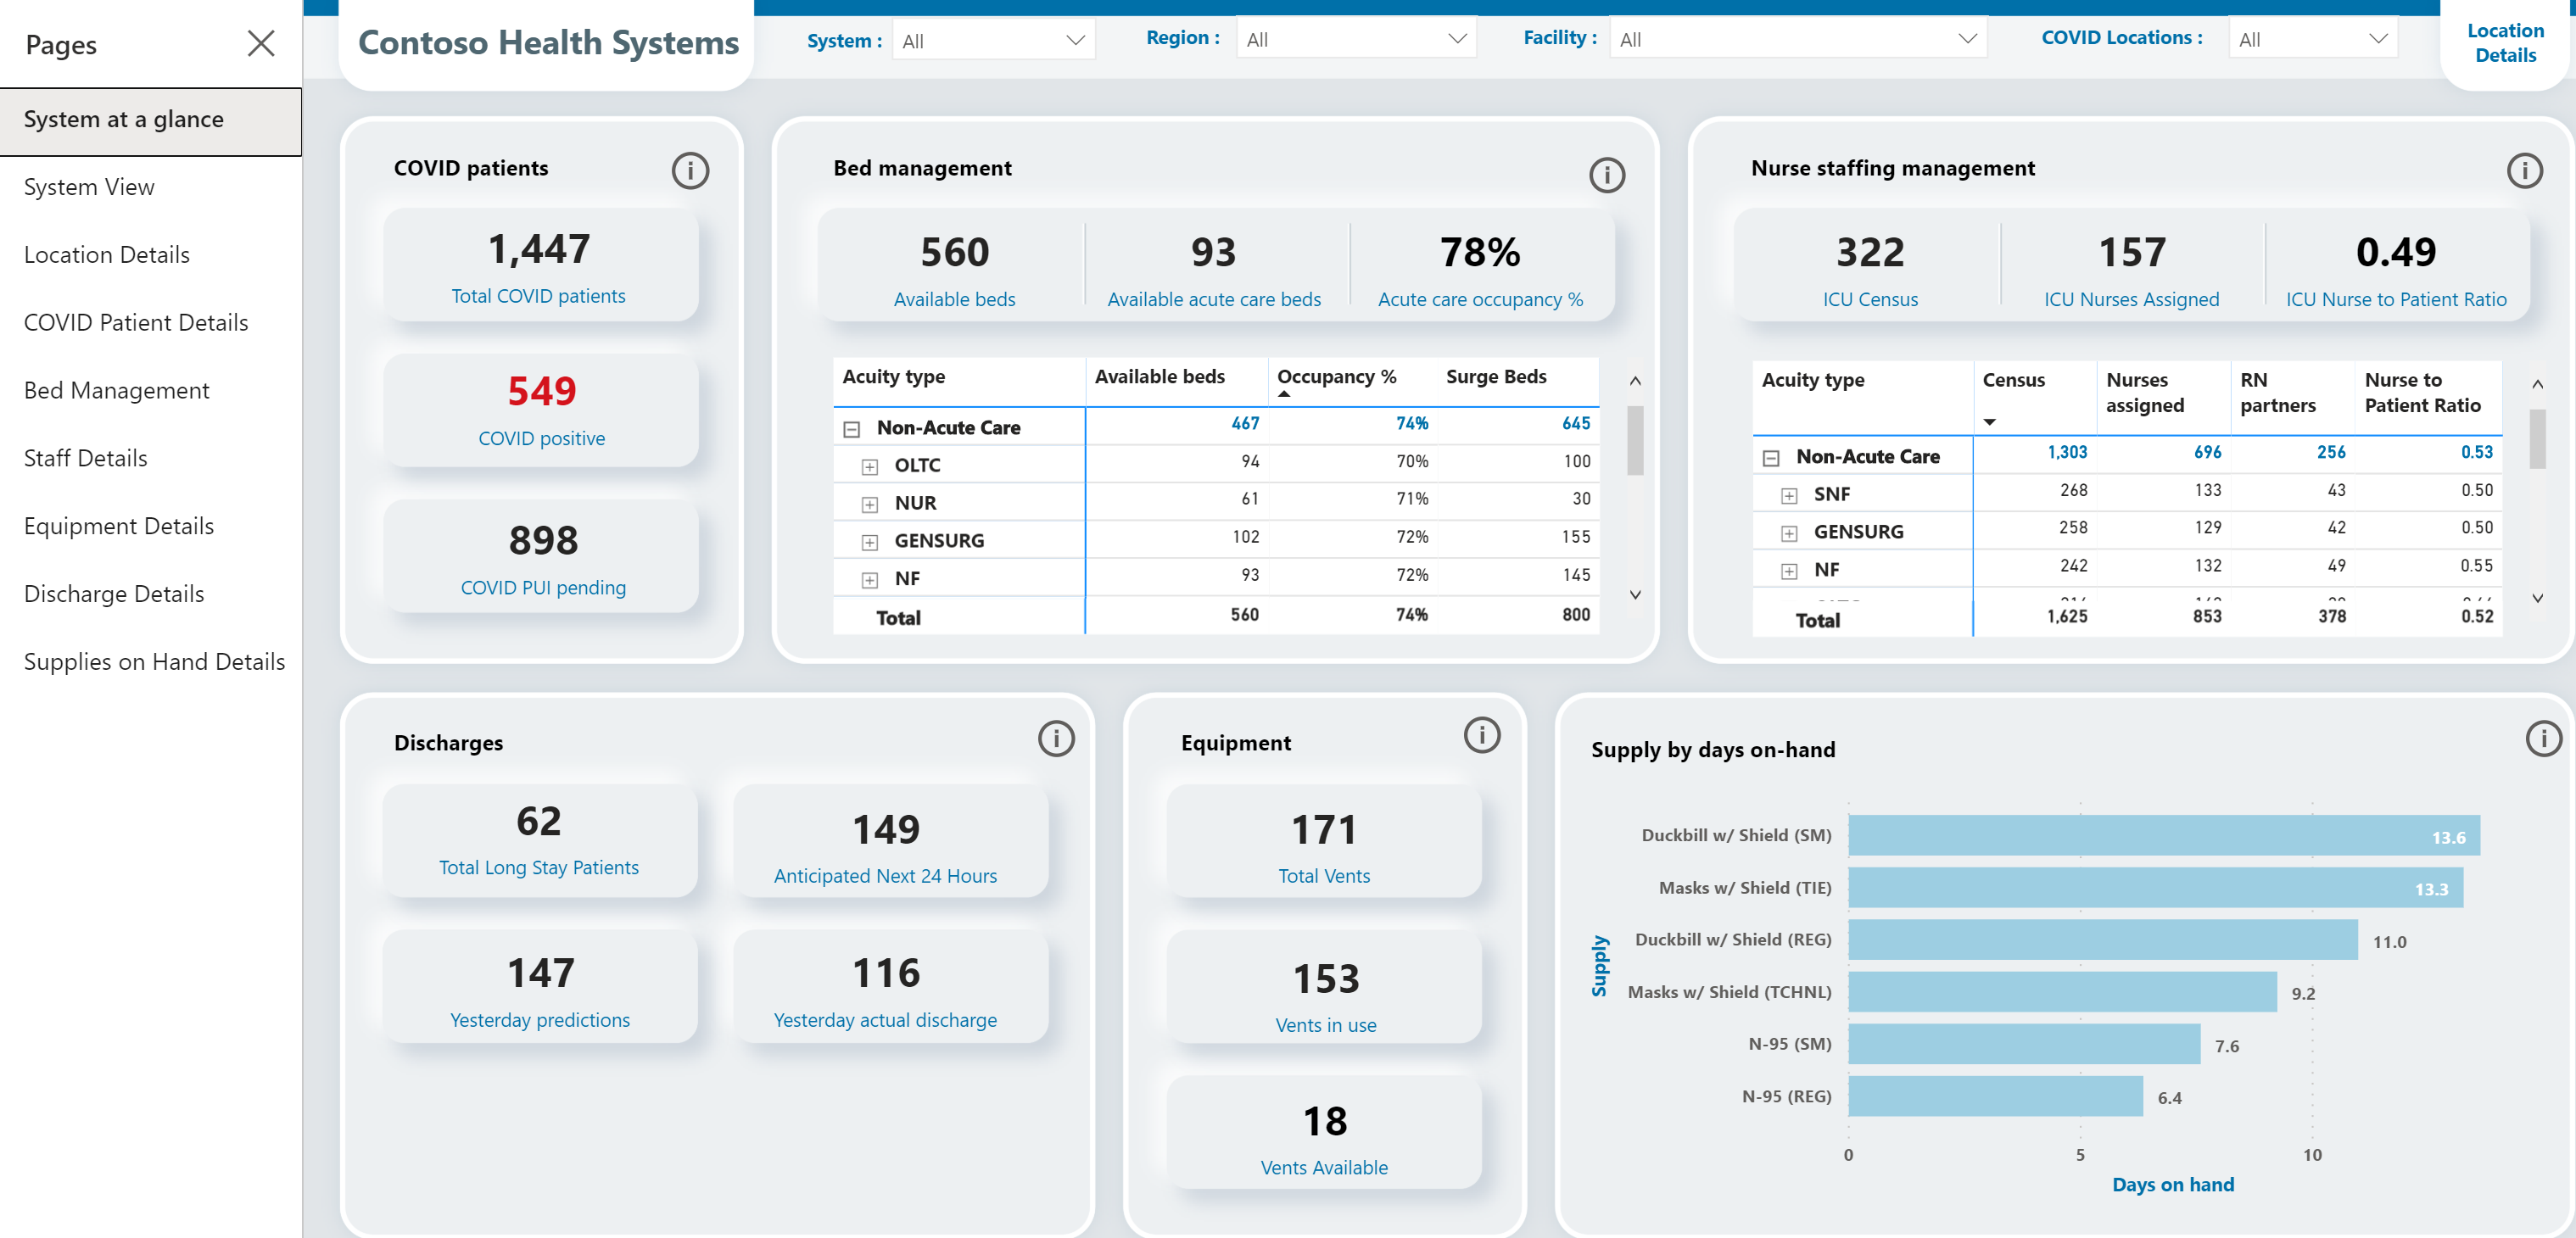 Pages
System at a glance
System View
Location Details
COVID Patient Details
Bed Management
Staff Details
Equipment Details
Discharge Details
Supplies on Hand Details
Contoso Health Systems
System : All
Region : All
Facility : All
COVID Locations : All
Location
Details
COVID patients
1,447
Total COVID patients
549
COVID positive
898
COVID PUI pending
Bed management
560 93 78%
Available beds Available acute care beds Acute care occupancy %
Acuity type Available beds Occupancy % Surge Beds
Non-Acute Care 467 74% 645
OLTC 94 70% 100
NUR 61 71% 30
GENSURG 102 72% 155
NF 93 72% 145
Total 560 74% 800
Nurse staffing management
322 157 0.49
ICU Census ICU Nurses Assigned ICU Nurse to Patient Ratio
Acuity type Census Nurses assigned RN partners Nurse to Patient Ratio
Non-Acute Care 1,303 696 256 0.53
SNF 268 133 43 0.50
GENSURG 258 129 42 0.50
NF 242 132 49 0.55
Total 1,625 853 378 0.52
Discharges
62
Total Long Stay Patients
149
Anticipated Next 24 Hours
147
Yesterday predictions
116
Yesterday actual discharge
Equipment
171
Total Vents
153
Vents in use
18
Vents Available
Supply by days on-hand
Supply
Duckbill w/ Shield (SM) 13.6
Masks w/ Shield (TIE) 13.3
Duckbill w/ Shield (REG) 11.0
Masks w/ Shield (TCHNL) 9.2
N-95 (SM) 7.6
N-95 (REG) 6.4
0 5 10
Days on hand